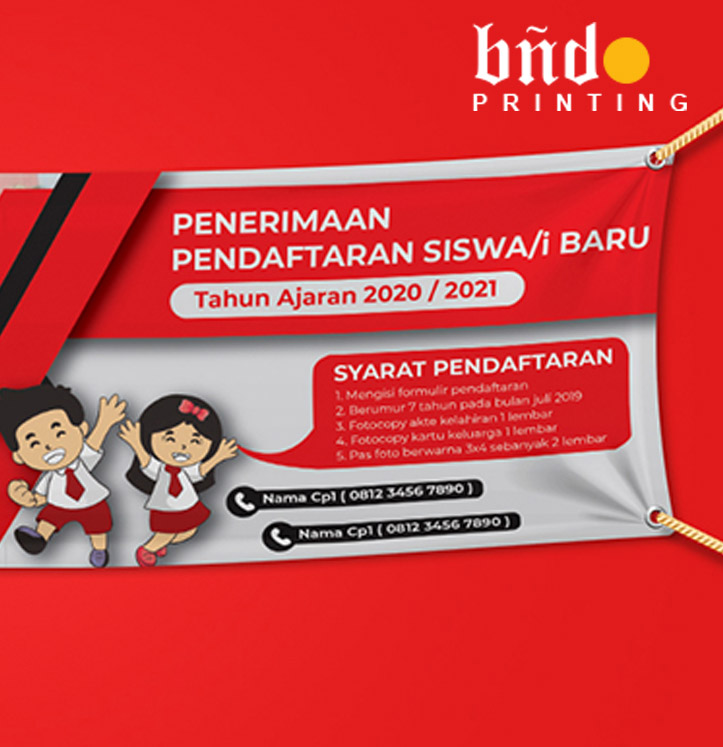 bñd
PRINTING
PENERIMAAN
PENDAFTARAN SISWA/i BARU
Tahun Ajaran 2020 / 2021
SYARAT PENDAFTARAN
1. Mengisi formulir pendaftaran
2. Berumur 7 tahun pada bulan juli 2019
3. Fotocopy akte kelahiran 1 lembar
4. Fotocopy kartu keluarga 1 lembar
5. Pas foto berwarna 3x4 sebanyak 2 lembar
Nama Cp1 ( 0812 3456 7890 )
Nama Cp1 ( 0812 3456 7890 )